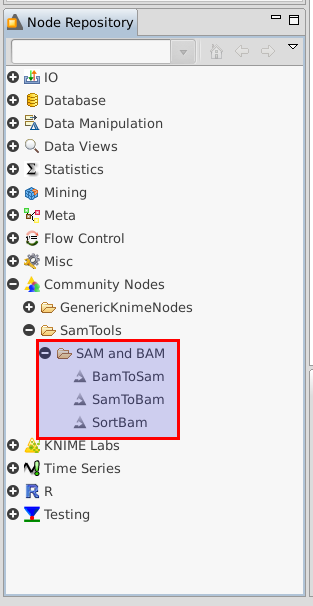 Node Repository
IO
Database
Data Manipulation
Data Views
Statistics
Mining
Meta
Flow Control
Misc
Community Nodes
GenericKnimeNodes
SamTools
SAM and BAM
BamToSam
SamToBam
SortBam
KNIME Labs
Time Series
R
Testing